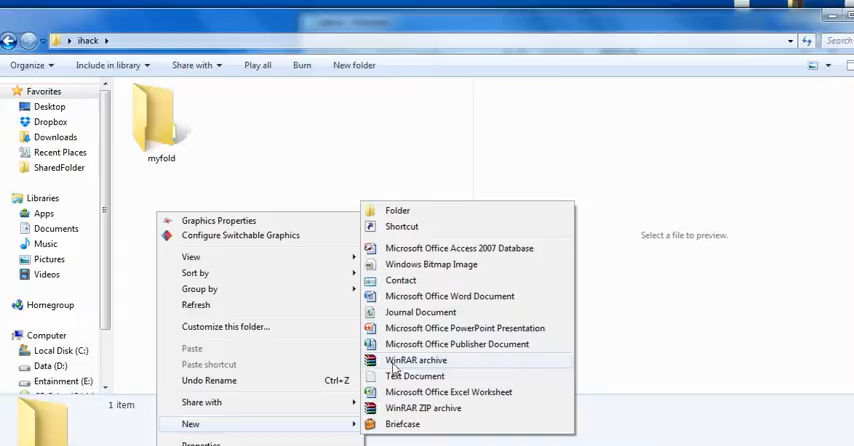 ihack
Search
Organize
Include in library
Share with
Play all
Burn
New folder
Favorites
Desktop
Dropbox
Downloads
Recent Places
SharedFolder
Libraries
Apps
Documents
Music
Pictures
Videos
Homegroup
Computer
Local Disk (C:)
Data (D:)
Entertainment (E:)
myfold
Select a file to preview.
1 item
Graphics Properties
Configure Switchable Graphics
View
Sort by
Group by
Refresh
Customize this folder...
Paste
Paste shortcut
Undo Rename Ctrl+Z
Share with
New
Properties
Folder
Shortcut
Microsoft Office Access 2007 Database
Windows Bitmap Image
Contact
Microsoft Office Word Document
Journal Document
Microsoft Office PowerPoint Presentation
Microsoft Office Publisher Document
WinRAR archive
Text Document
Microsoft Office Excel Worksheet
WinRAR ZIP archive
Briefcase